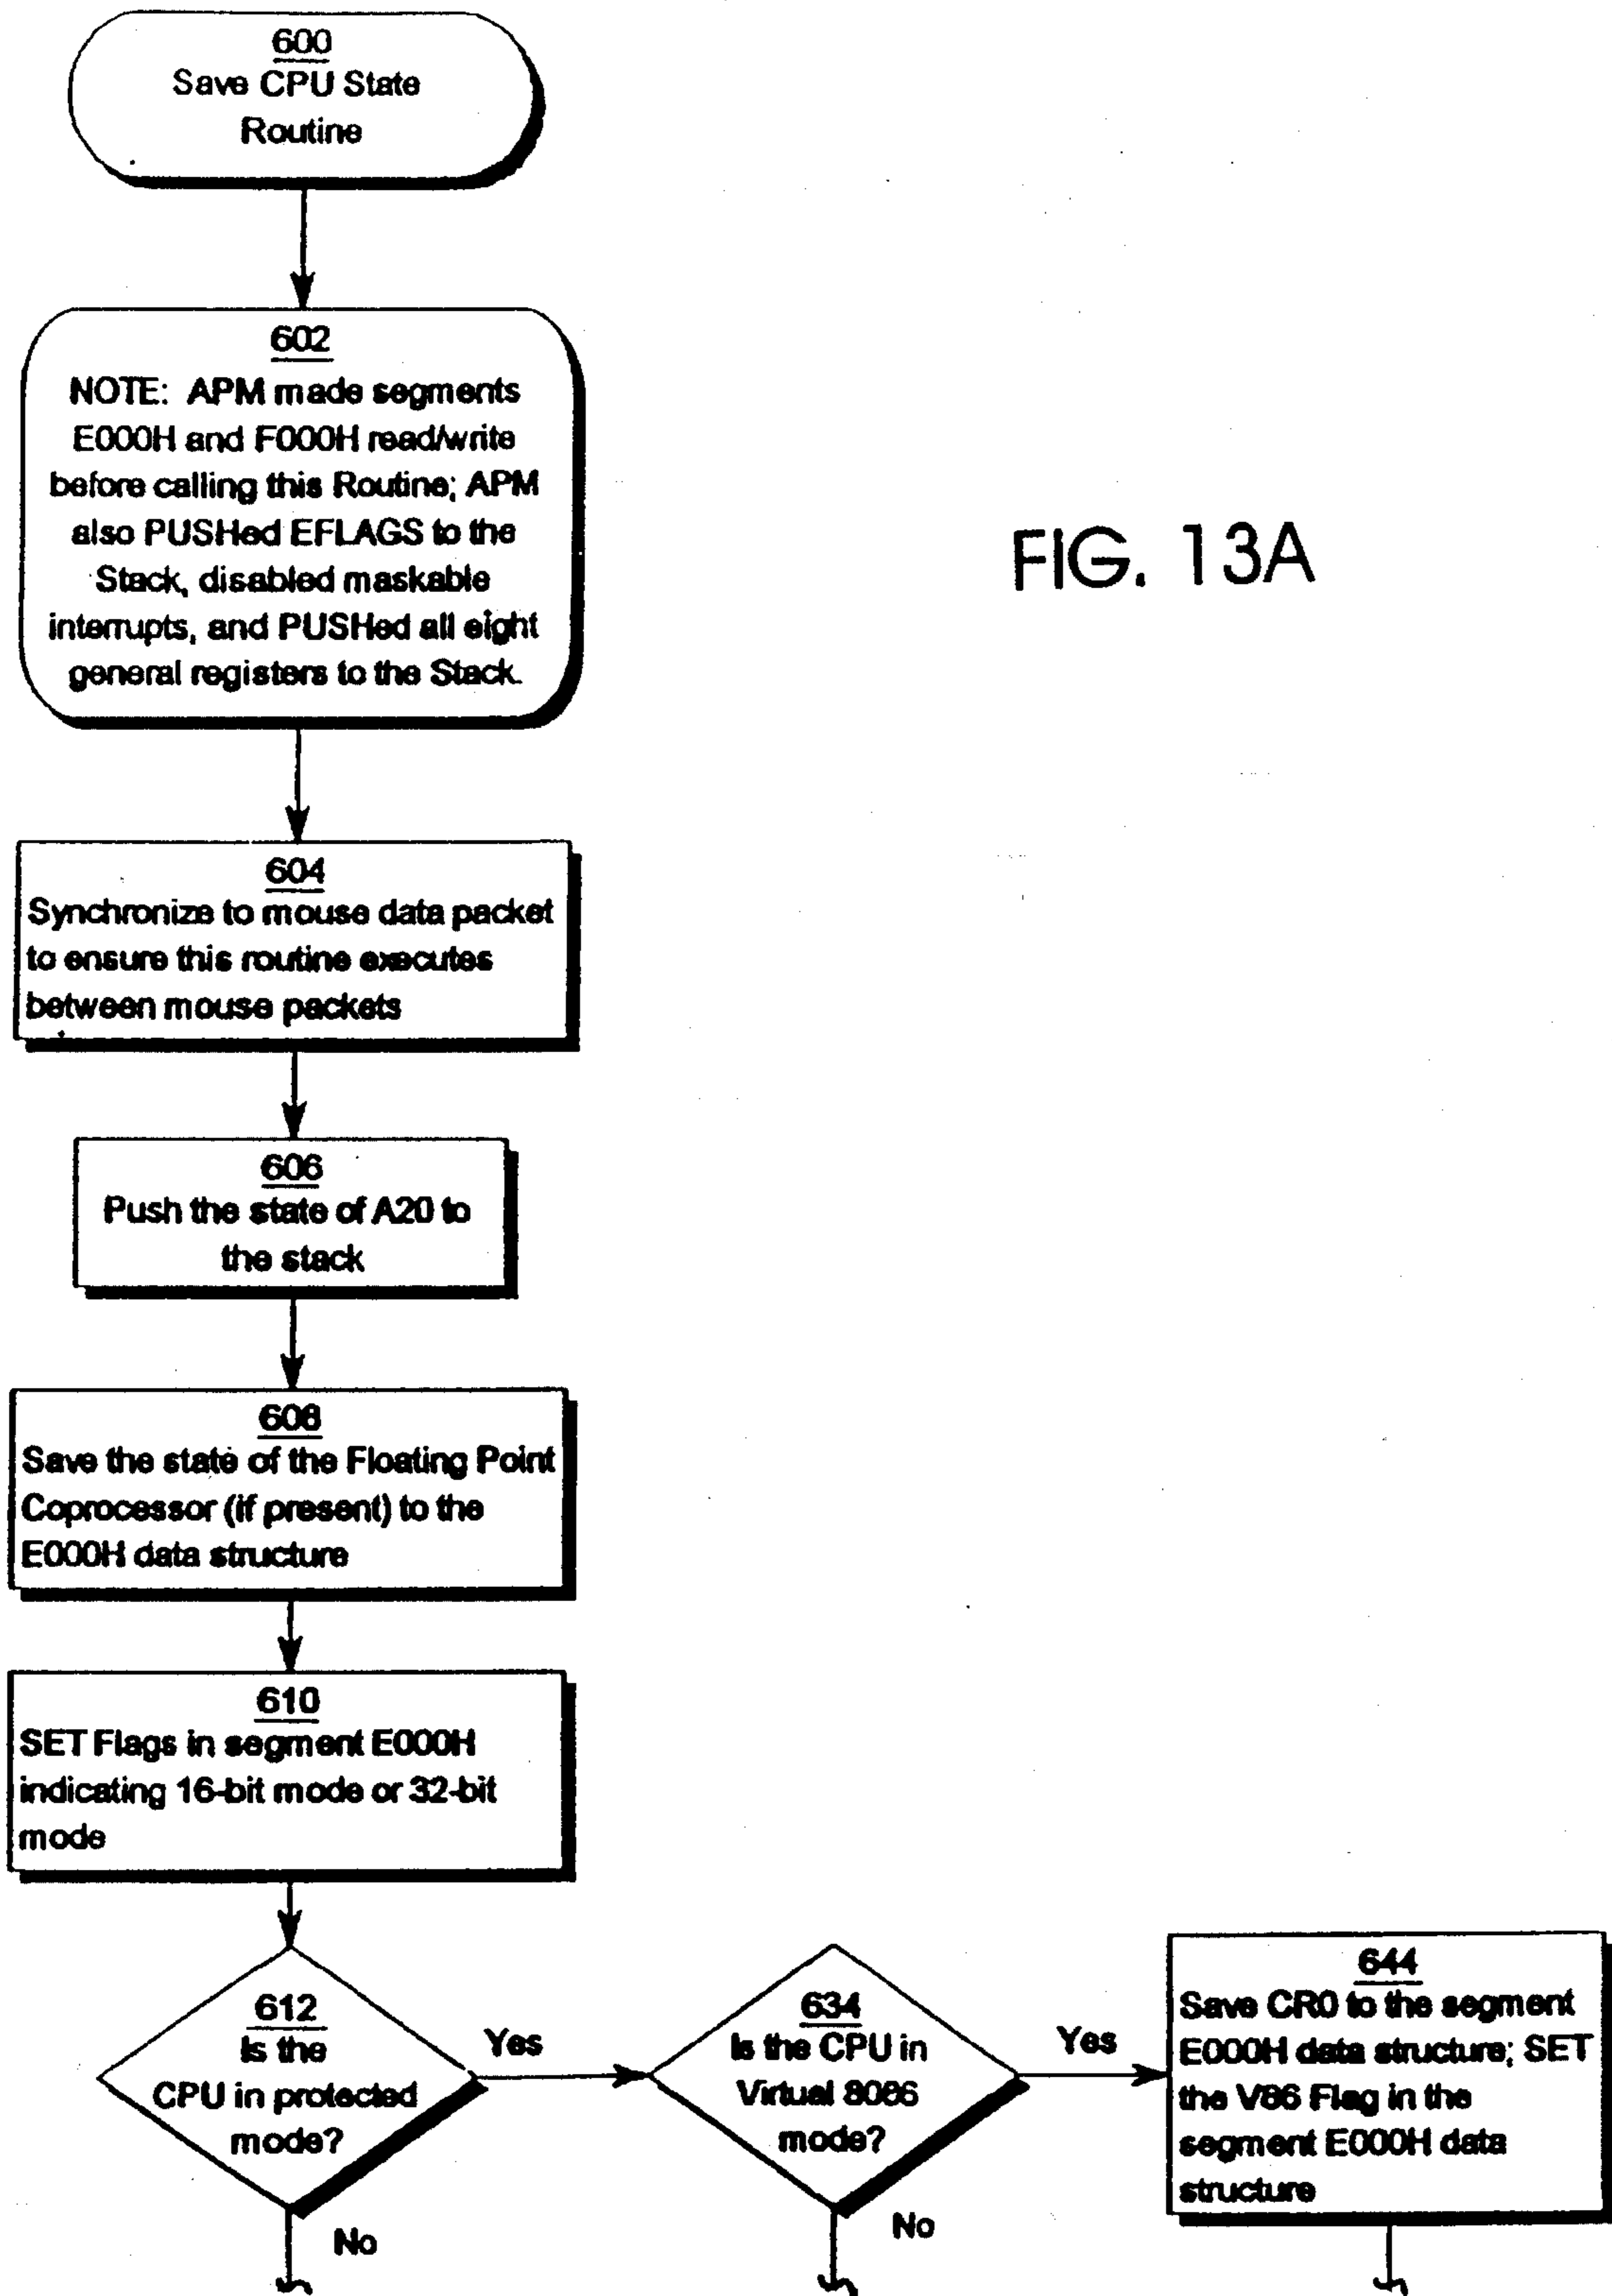 600
Save CPU State
Routine
602
NOTE: APM made segments
E000H and F000H read/write
before calling this Routine; APM
also PUSHed EFLAGS to the
Stack, disabled maskable
interrupts, and PUSHed all eight
general registers to the Stack.
FIG. 13A
604
Synchronize to mouse data packet
to ensure this routine executes
between mouse packets
606
Push the state of A20 to
the stack
608
Save the state of the Floating Point
Coprocessor (if present) to the
E000H data structure
610
SET Flags in segment E000H
indicating 16-bit mode or 32-bit
mode
612
Is the
CPU in protected
mode?
Yes
No
634
Is the CPU in
Virtual 8086
mode?
Yes
No
644
Save CR0 to the segment
E000H data structure; SET
the V86 Flag in the
segment E000H data
structure